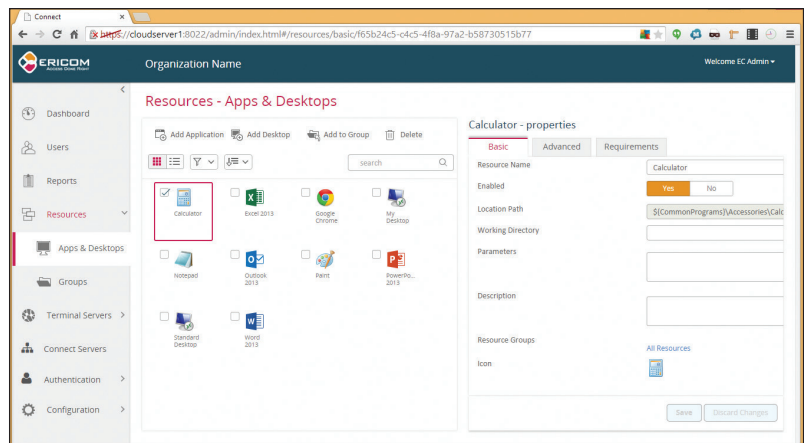 Connect
https://cloudserver1:8022/admin/index.html#/resources/basic/f65b24c5-c4c5-4f8a-97a2-b58730515b77
ERICOM
Access Done Right
Organization Name
Welcome EC Admin
Dashboard
Users
Reports
Resources
Apps & Desktops
Groups
Terminal Servers
Connect Servers
Authentication
Configuration
Resources - Apps & Desktops
Add Application
Add Desktop
Add to Group
Delete
search
Calculator
Excel 2013
Google
Chrome
My
Desktop
Notepad
Outlook
2013
Paint
PowerPo...
2013
Standard
Desktop
Word
2013
Calculator - properties
Basic
Advanced
Requirements
Resource Name
Calculator
Enabled
Yes
No
Location Path
${CommonPrograms}\Accessories\Calc
Working Directory
Parameters
Description
Resource Groups
All Resources
Icon
Save
Discard Changes